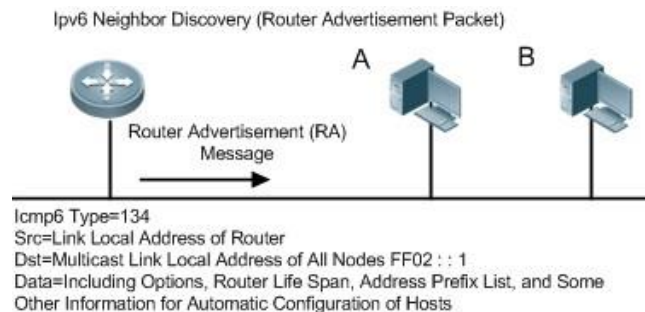 Ipv6 Neighbor Discovery (Router Advertisement Packet)
A
B
Router Advertisement (RA)
Message
Icmp6 Type=134
Src=Link Local Address of Router
Dst=Multicast Link Local Address of All Nodes FF02 : : 1
Data=Including Options, Router Life Span, Address Prefix List, and Some
Other Information for Automatic Configuration of Hosts